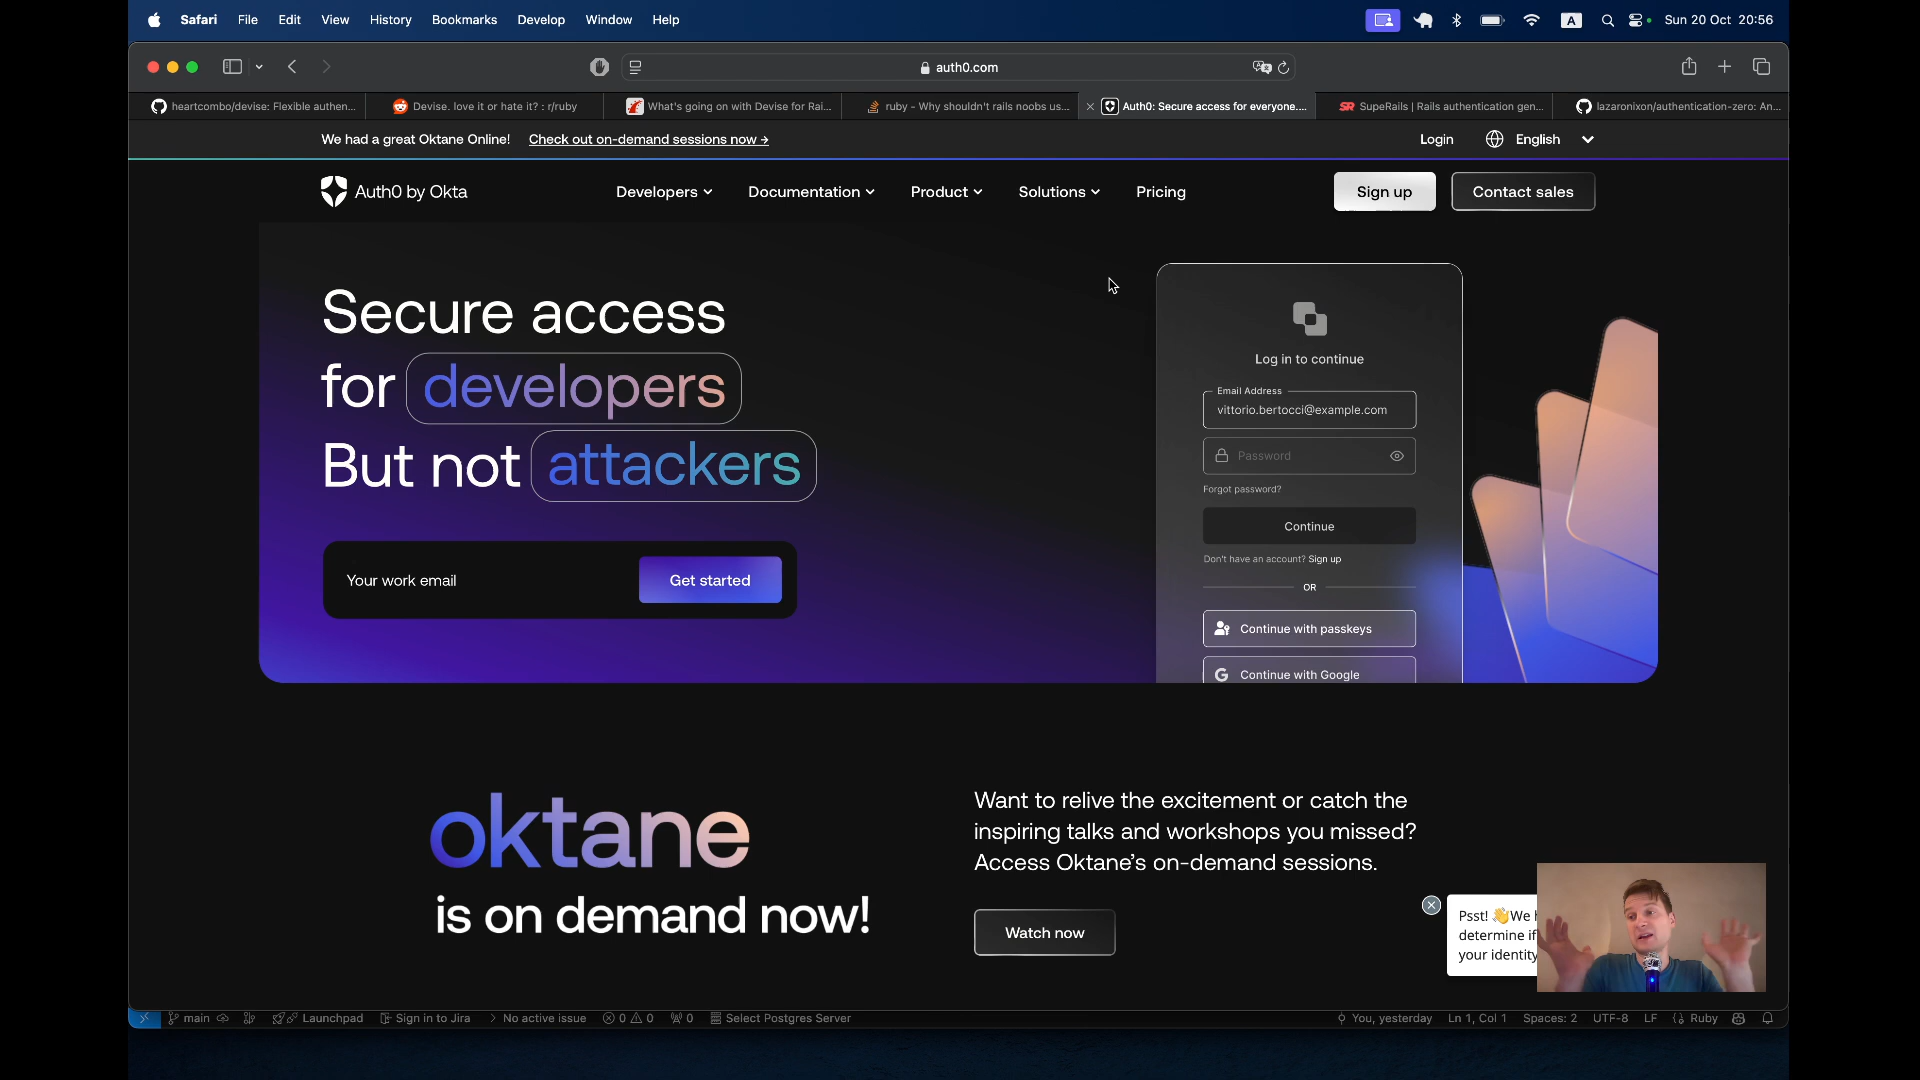 Safari File Edit View History Bookmarks Develop Window Help
A
Sun 20 Oct 20:56
auth0.com
heartcombo/devise: Flexible authen...
Devise. love it or hate it? : r/ruby
What's going on with Devise for Rai...
ruby - Why shouldn't rails noobs us...
Auth0: Secure access for everyone....
SupeRails | Rails authentication gen...
lazaronixon/authentication-zero: An...
We had a great Oktane Online! Check out on-demand sessions now →
Login English
Auth0 by Okta
Developers Documentation Product Solutions Pricing
Sign up Contact sales
Secure access
for developers
But not attackers
Your work email
Get started
Log in to continue
Email Address
vittorio.bertocci@example.com
Password
Forgot password?
Continue
Don't have an account? Sign up
OR
Continue with passkeys
G Continue with Google
oktane
is on demand now!
Want to relive the excitement or catch the
inspiring talks and workshops you missed?
Access Oktane's on-demand sessions.
Watch now
Psst! 👋We
determine if
your identity
main Launchpad Sign in to Jira No active issue 0 0 0 Select Postgres Server
You, yesterday Ln 1, Col 1 Spaces: 2 UTF-8 LF {} Ruby